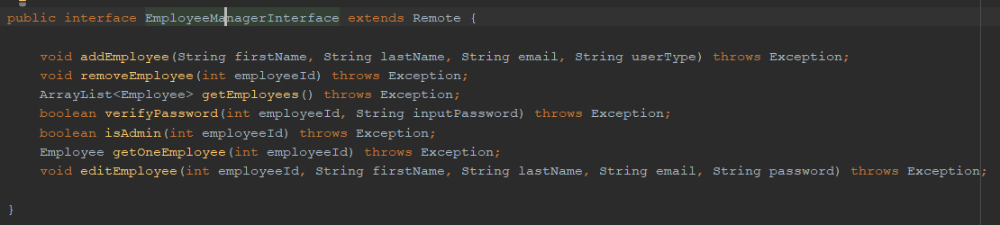 public interface EmployeeManagerInterface extends Remote {
void addEmployee(String firstName, String lastName, String email, String userType) throws Exception;
void removeEmployee(int employeeId) throws Exception;
ArrayList<Employee> getEmployees() throws Exception;
boolean verifyPassword(int employeeId, String inputPassword) throws Exception;
boolean isAdmin(int employeeId) throws Exception;
Employee getOneEmployee(int employeeId) throws Exception;
void editEmployee(int employeeId, String firstName, String lastName, String email, String password) throws Exception;
}